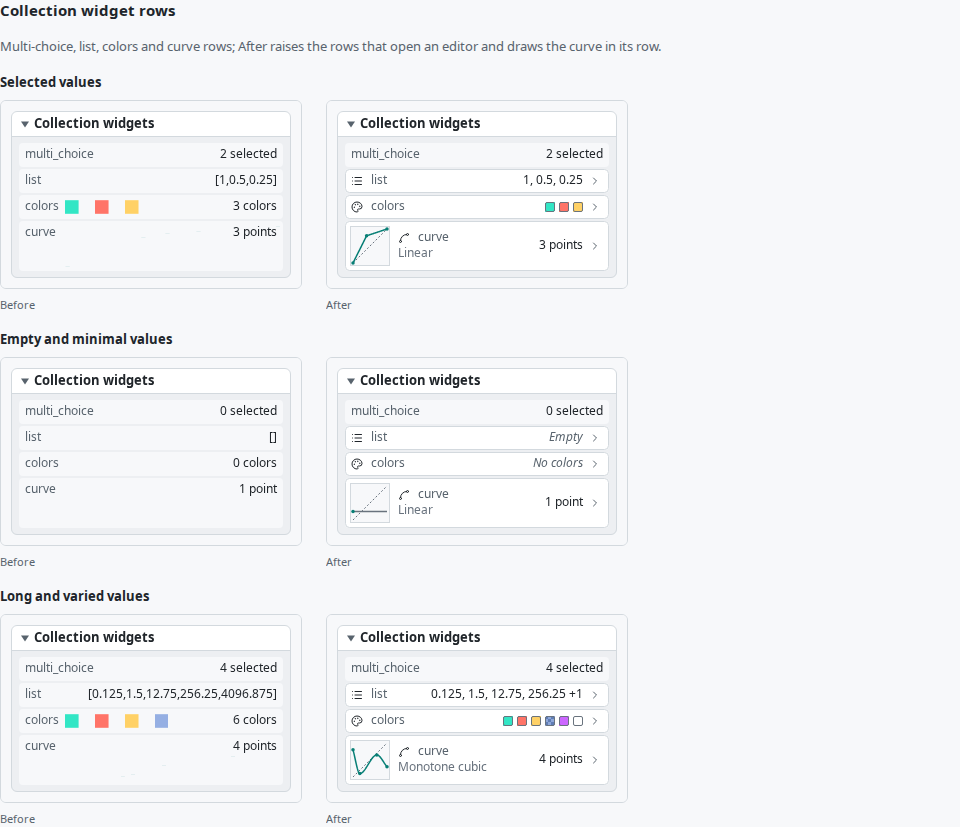 Collection widget rows
Multi-choice, list, colors and curve rows; After raises the rows that open an editor and draws the curve in its row.
Selected values
Collection widgets
multi_choice 2 selected
list [1,0.5,0.25]
colors 3 colors
curve 3 points
Before
Collection widgets
multi_choice 2 selected
list 1, 0.5, 0.25
colors
curve
Linear
3 points
After
Empty and minimal values
Collection widgets
multi_choice 0 selected
list []
colors 0 colors
curve 1 point
Before
Collection widgets
multi_choice 0 selected
list Empty
colors No colors
curve
Linear
1 point
After
Long and varied values
Collection widgets
multi_choice 4 selected
list [0.125,1.5,12.75,256.25,4096.875]
colors 6 colors
curve 4 points
Before
Collection widgets
multi_choice 4 selected
list 0.125, 1.5, 12.75, 256.25 +1
colors
curve
Monotone cubic
4 points
After